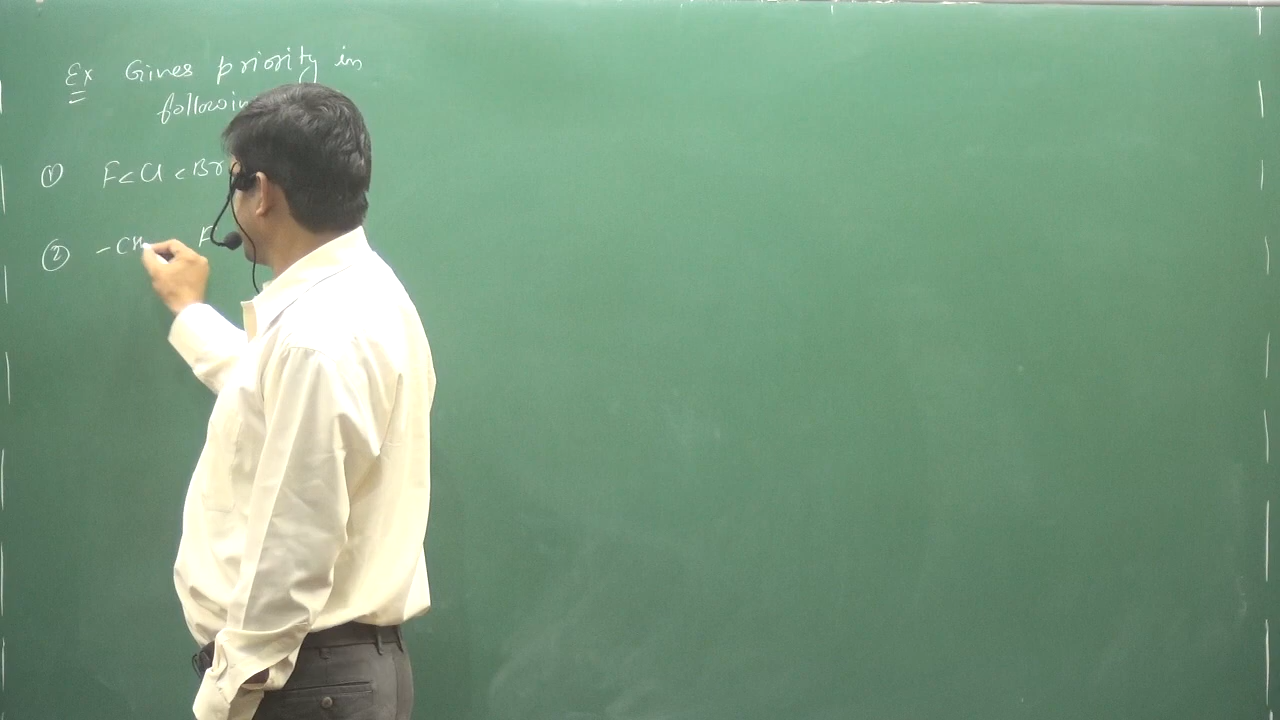 Ex Gives priority in
followin
① F < Cl < Br
② - CH F